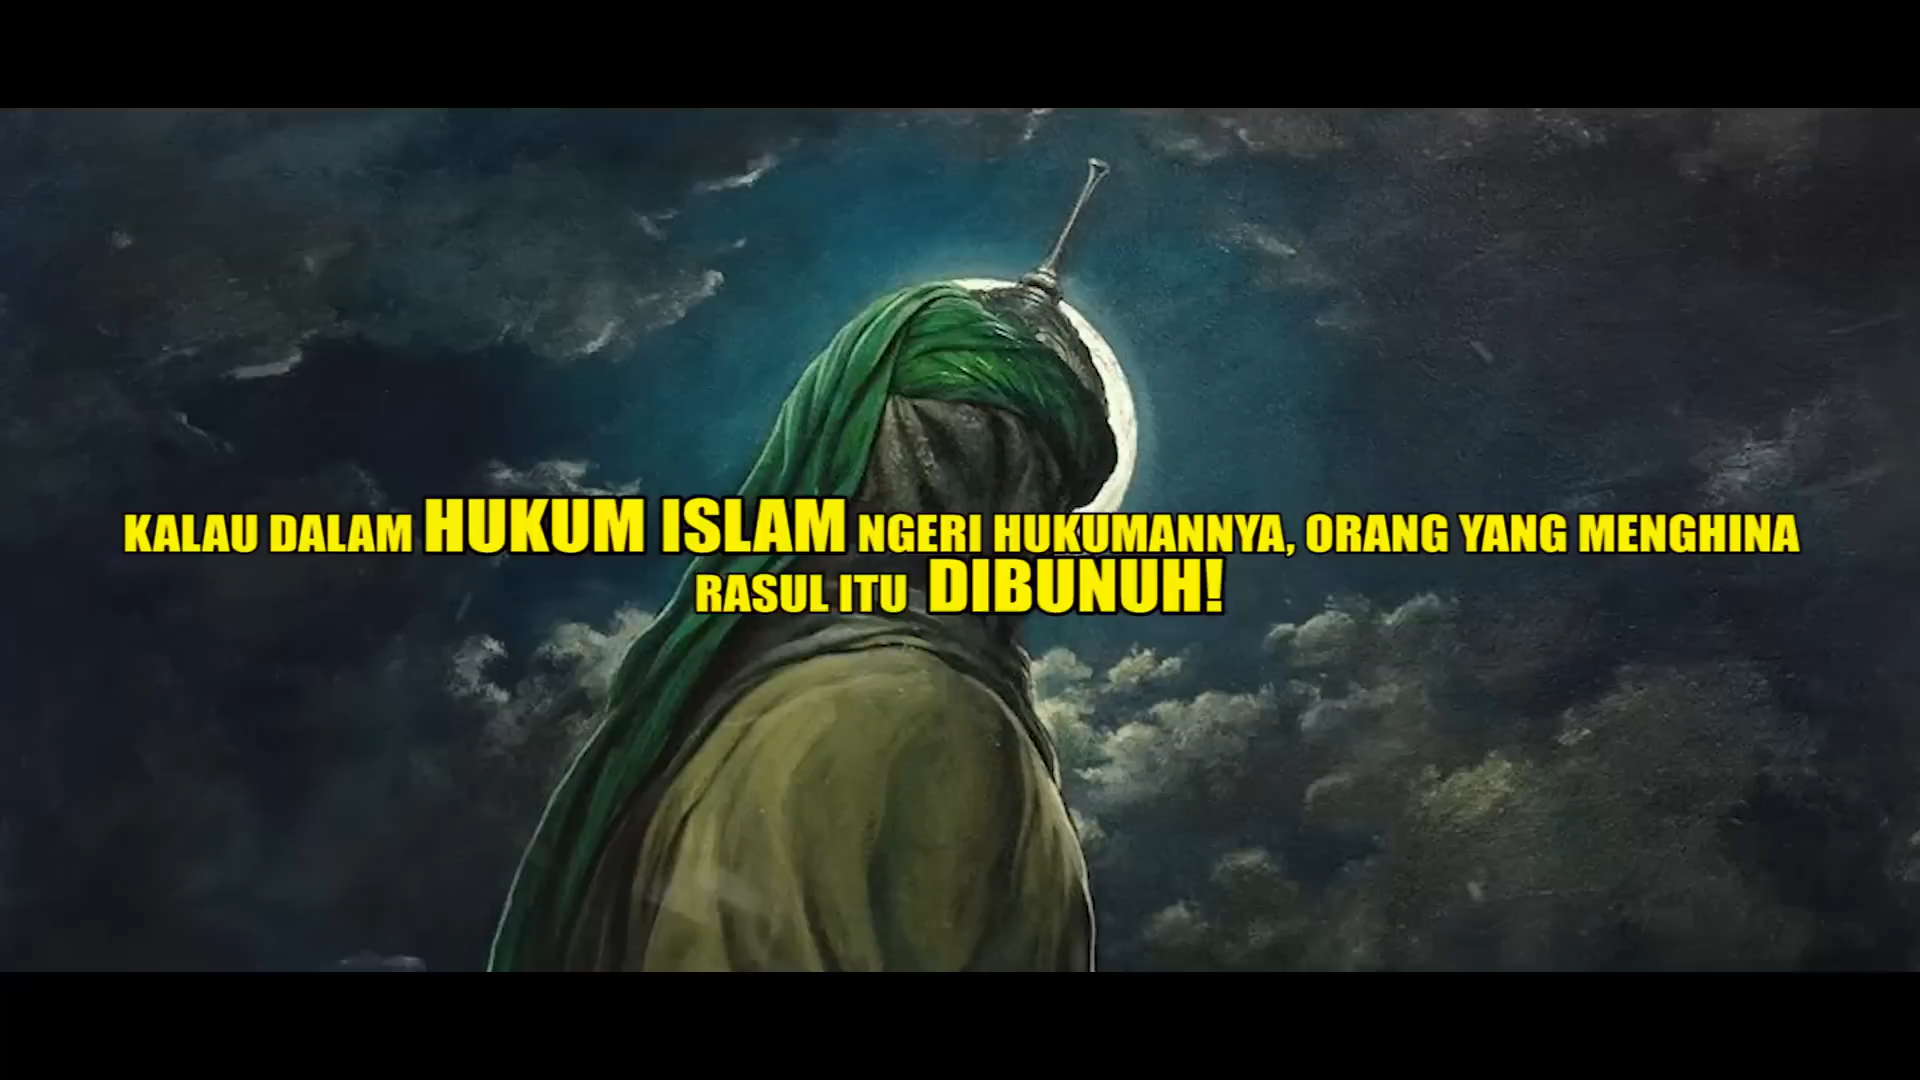 KALAU DALAM HUKUM ISLAM NGERI HUKUMANNYA, ORANG YANG MENGHINA
RASUL ITU DIBUNUH!